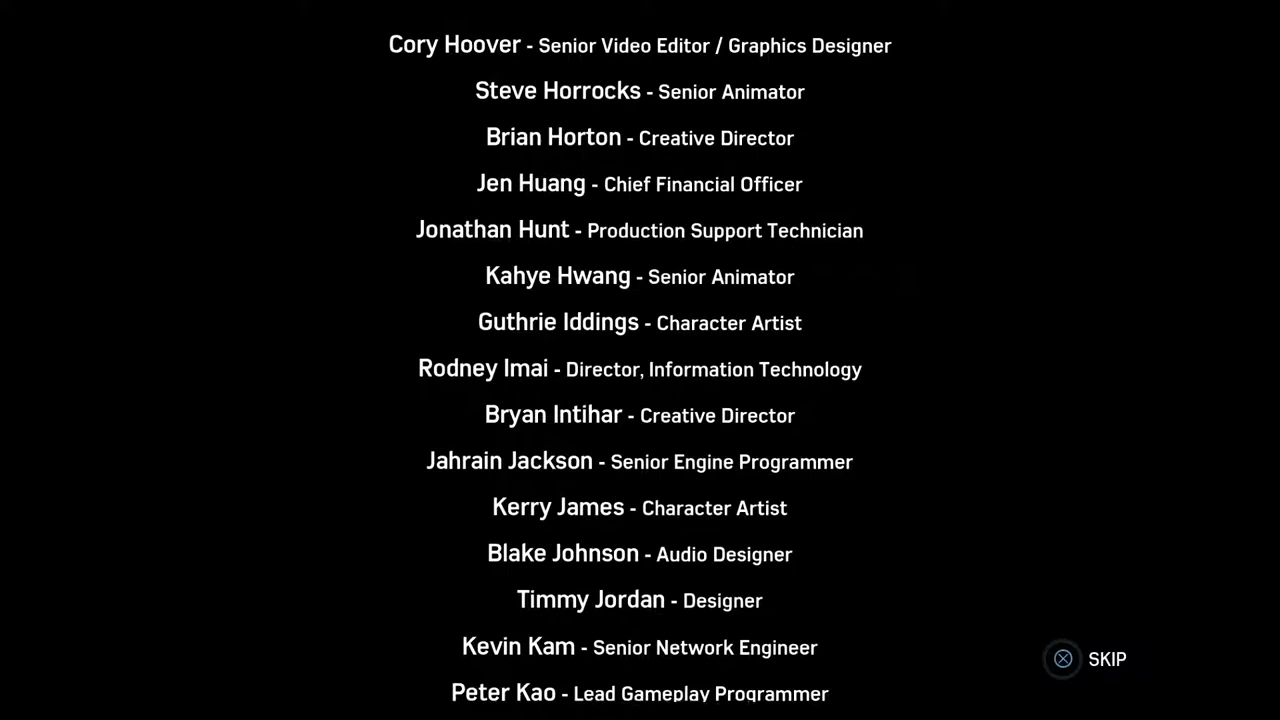 Cory Hoover - Senior Video Editor / Graphics Designer
Steve Horrocks - Senior Animator
Brian Horton - Creative Director
Jen Huang - Chief Financial Officer
Jonathan Hunt - Production Support Technician
Kahye Hwang - Senior Animator
Guthrie Iddings - Character Artist
Rodney Imai - Director, Information Technology
Bryan Intihar - Creative Director
Jahrain Jackson - Senior Engine Programmer
Kerry James - Character Artist
Blake Johnson - Audio Designer
Timmy Jordan - Designer
Kevin Kam - Senior Network Engineer
SKIP
Peter Kao - Lead Gameplay Programmer